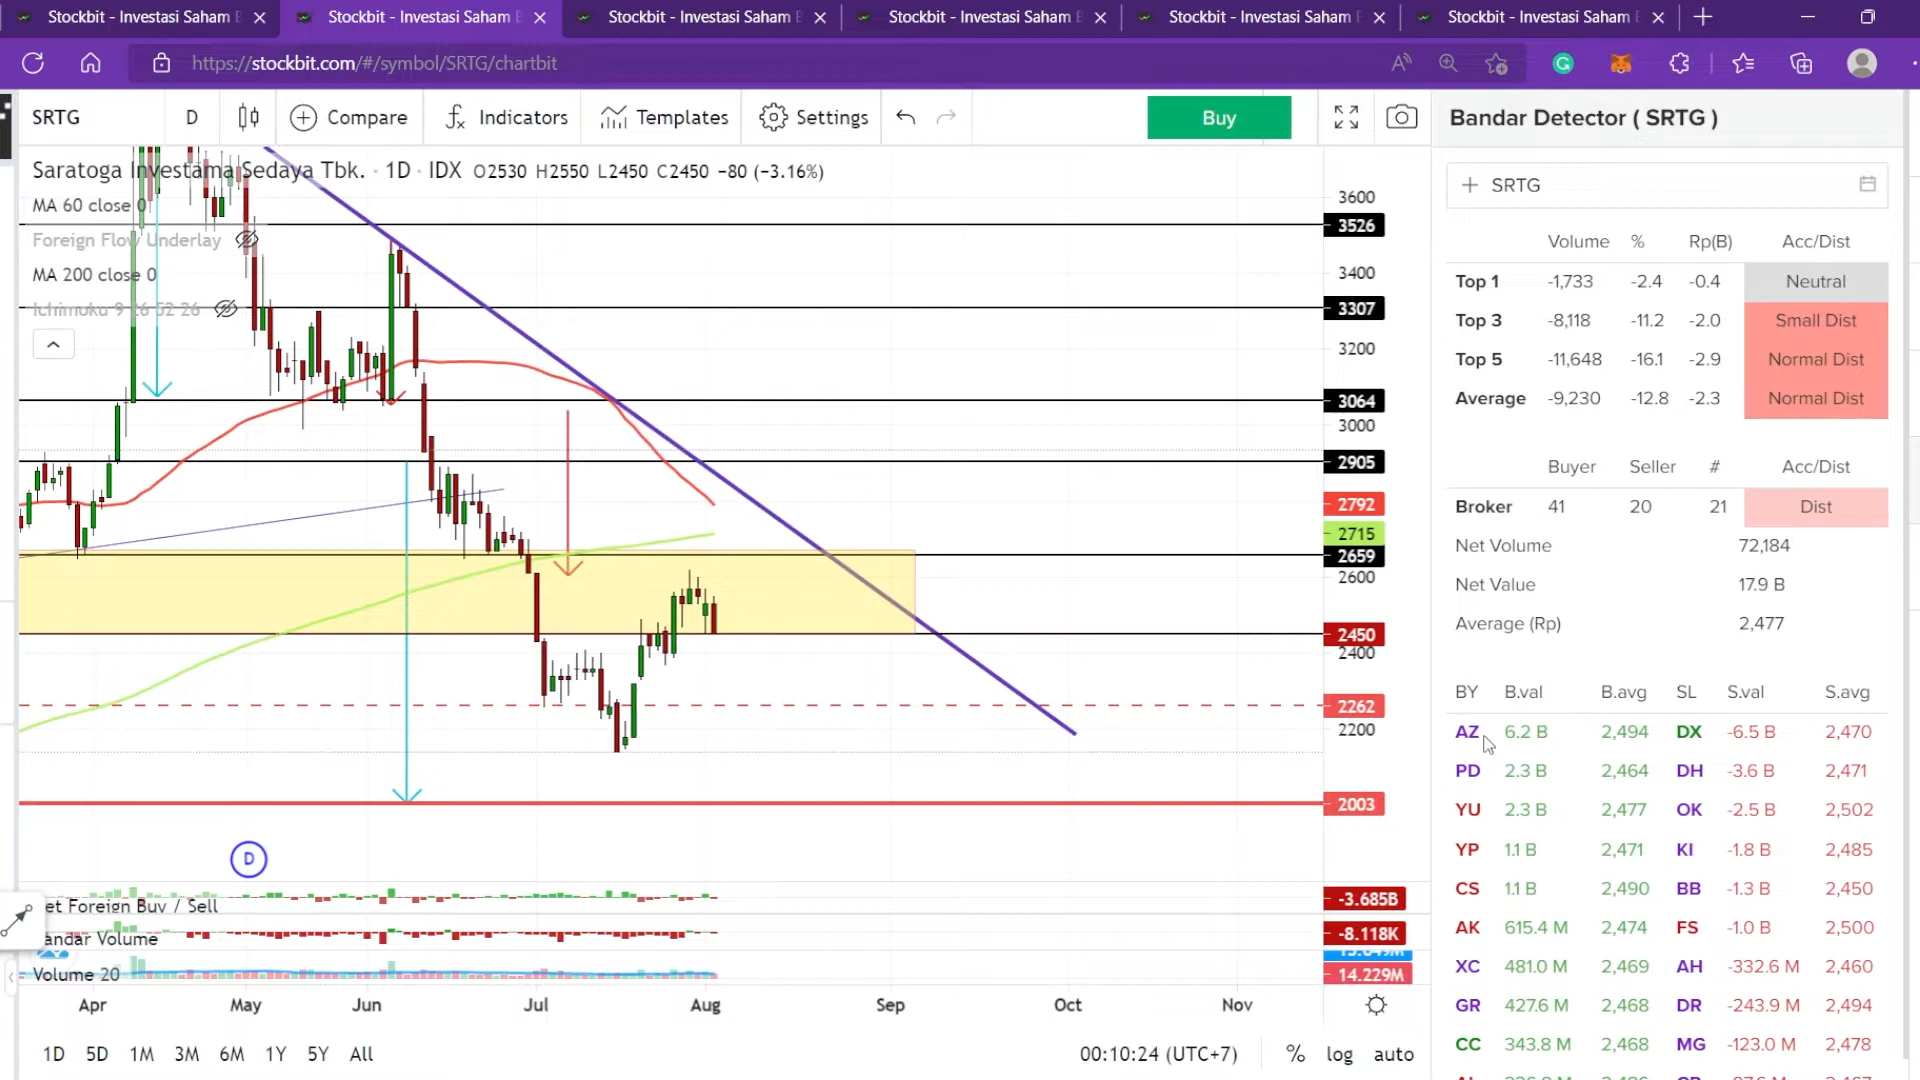 Stockbit - Investasi Saham
Stockbit - Investasi Saham
Stockbit - Investasi Saham
Stockbit - Investasi Saham
Stockbit - Investasi Saham
Stockbit - Investasi Saham
https://stockbit.com/#/symbol/SRTG/chartbit
SRTG D Compare Indicators Templates Settings Buy
Saratoga Investama Sedaya Tbk. · 1D · IDX O2530 H2550 L2450 C2450 -80 (-3.16%)
MA 60 close 0
Foreign Flow Underlay
MA 200 close 0
Ichimoku 9 26 52 26
3600
3526
3400
3307
3200
3064
3000
2905
2792
2715
2659
2600
2450
2400
2262
2200
2003
D
et Foreign Buy / Sell
-3.685B
andar Volume
-8.118K
Volume 20
14.229M
Apr May Jun Jul Aug Sep Oct Nov
1D 5D 1M 3M 6M 1Y 5Y All
00:10:24 (UTC+7) % log auto
Bandar Detector ( SRTG )
SRTG
Volume % Rp(B) Acc/Dist
Top 1 -1,733 -2.4 -0.4 Neutral
Top 3 -8,118 -11.2 -2.0 Small Dist
Top 5 -11,648 -16.1 -2.9 Normal Dist
Average -9,230 -12.8 -2.3 Normal Dist
Buyer Seller # Acc/Dist
Broker 41 20 21 Dist
Net Volume 72,184
Net Value 17.9 B
Average (Rp) 2,477
BY B.val B.avg SL S.val S.avg
AZ 6.2 B 2,494 DX -6.5 B 2,470
PD 2.3 B 2,464 DH -3.6 B 2,471
YU 2.3 B 2,477 OK -2.5 B 2,502
YP 1.1 B 2,471 KI -1.8 B 2,485
CS 1.1 B 2,490 BB -1.3 B 2,450
AK 615.4 M 2,474 FS -1.0 B 2,500
XC 481.0 M 2,469 AH -332.6 M 2,460
GR 427.6 M 2,468 DR -243.9 M 2,494
CC 343.8 M 2,468 MG -123.0 M 2,478